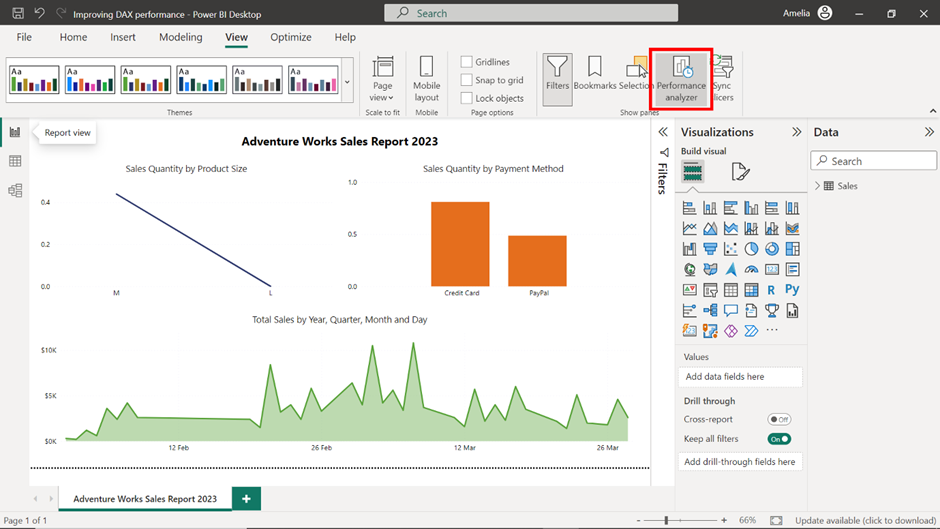 Improving DAX performance - Power BI Desktop
Search
Amelia
File Home Insert Modeling View Optimize Help
Aa Aa Aa Aa Aa Aa
Themes
Page
view
Scale to fit
Mobile
layout
Mobile
Gridlines
Snap to grid
Lock objects
Page options
Filters
Bookmarks
Selection
Performance
analyzer
Sync
slicers
Show panes
Report view
Adventure Works Sales Report 2023
Sales Quantity by Product Size
0.4
0.2
0.0
M L
Sales Quantity by Payment Method
1.0
0.5
0.0
Credit Card PayPal
Total Sales by Year, Quarter, Month and Day
$10K
$5K
$0K
12 Feb 26 Feb 12 Mar 26 Mar
Filters
Visualizations
Build visual
R Py
123
Values
Add data fields here
Drill through
Cross-report Off
Keep all filters On
Add drill-through fields here
Data
Search
Sales
Adventure Works Sales Report 2023
Page 1 of 1
66%
Update available (click to download)